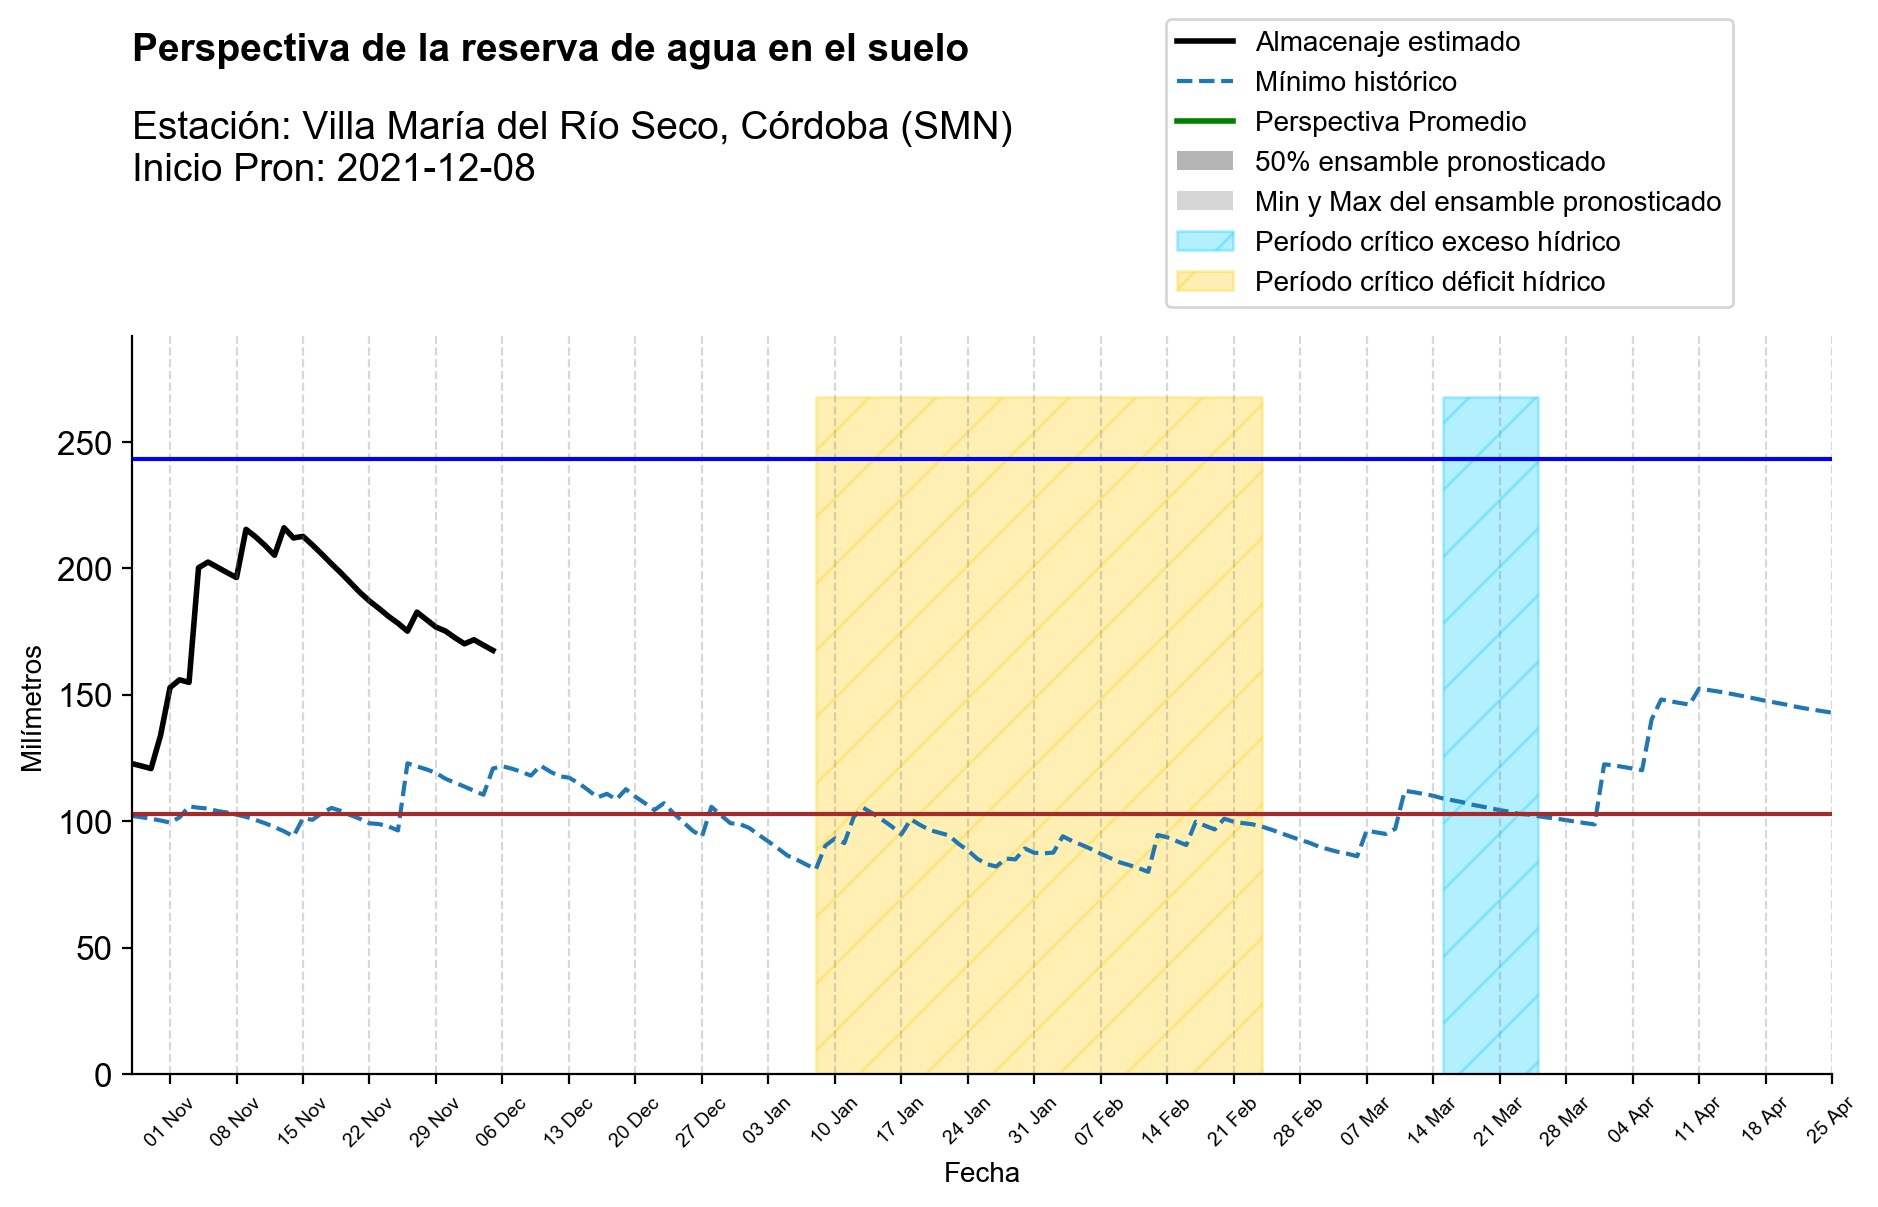 Perspectiva de la reserva de agua en el suelo
Estación: Villa María del Río Seco, Córdoba (SMN)
Inicio Pron: 2021-12-08
Almacenaje estimado
Mínimo histórico
Perspectiva Promedio
50% ensamble pronosticado
Min y Max del ensamble pronosticado
Período crítico exceso hídrico
Período crítico déficit hídrico
Milímetros
250
200
150
100
50
0
01 Nov
08 Nov
15 Nov
22 Nov
29 Nov
06 Dec
13 Dec
20 Dec
27 Dec
03 Jan
10 Jan
17 Jan
24 Jan
31 Jan
07 Feb
14 Feb
21 Feb
28 Feb
07 Mar
14 Mar
21 Mar
28 Mar
04 Apr
11 Apr
18 Apr
25 Apr
Fecha